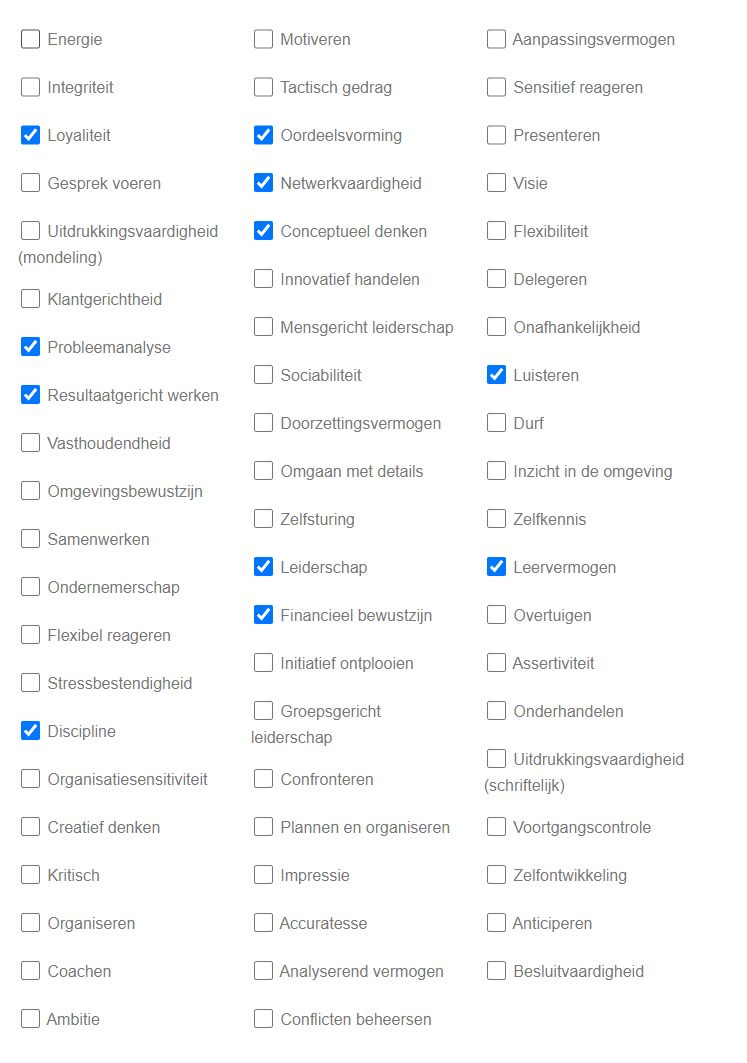 Energie
Integriteit
Loyaliteit
Gesprek voeren
Uitdrukkingsvaardigheid
(mondeling)
Klantgerichtheid
Probleemanalyse
Resultaatgericht werken
Vasthoudendheid
Omgevingsbewustzijn
Samenwerken
Ondernemerschap
Flexibel reageren
Stressbestendigheid
Discipline
Organisatiesensitiviteit
Creatief denken
Kritisch
Organiseren
Coachen
Ambitie
Motiveren
Tactisch gedrag
Oordeelsvorming
Netwerkvaardigheid
Conceptueel denken
Innovatief handelen
Mensgericht leiderschap
Sociabiliteit
Doorzettingsvermogen
Omgaan met details
Zelfsturing
Leiderschap
Financieel bewustzijn
Initiatief ontplooien
Groepsgericht
leiderschap
Confronteren
Plannen en organiseren
Impressie
Accuratesse
Analyserend vermogen
Conflicten beheersen
Aanpassingsvermogen
Sensitief reageren
Presenteren
Visie
Flexibiliteit
Delegeren
Onafhankelijkheid
Luisteren
Durf
Inzicht in de omgeving
Zelfkennis
Leervermogen
Overtuigen
Assertiviteit
Onderhandelen
Uitdrukkingsvaardigheid
(schriftelijk)
Voortgangscontrole
Zelfontwikkeling
Anticiperen
Besluitvaardigheid